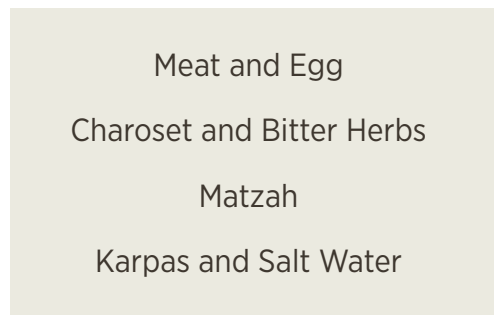 Meat and Egg
Charoset and Bitter Herbs
Matzah
Karpas and Salt Water